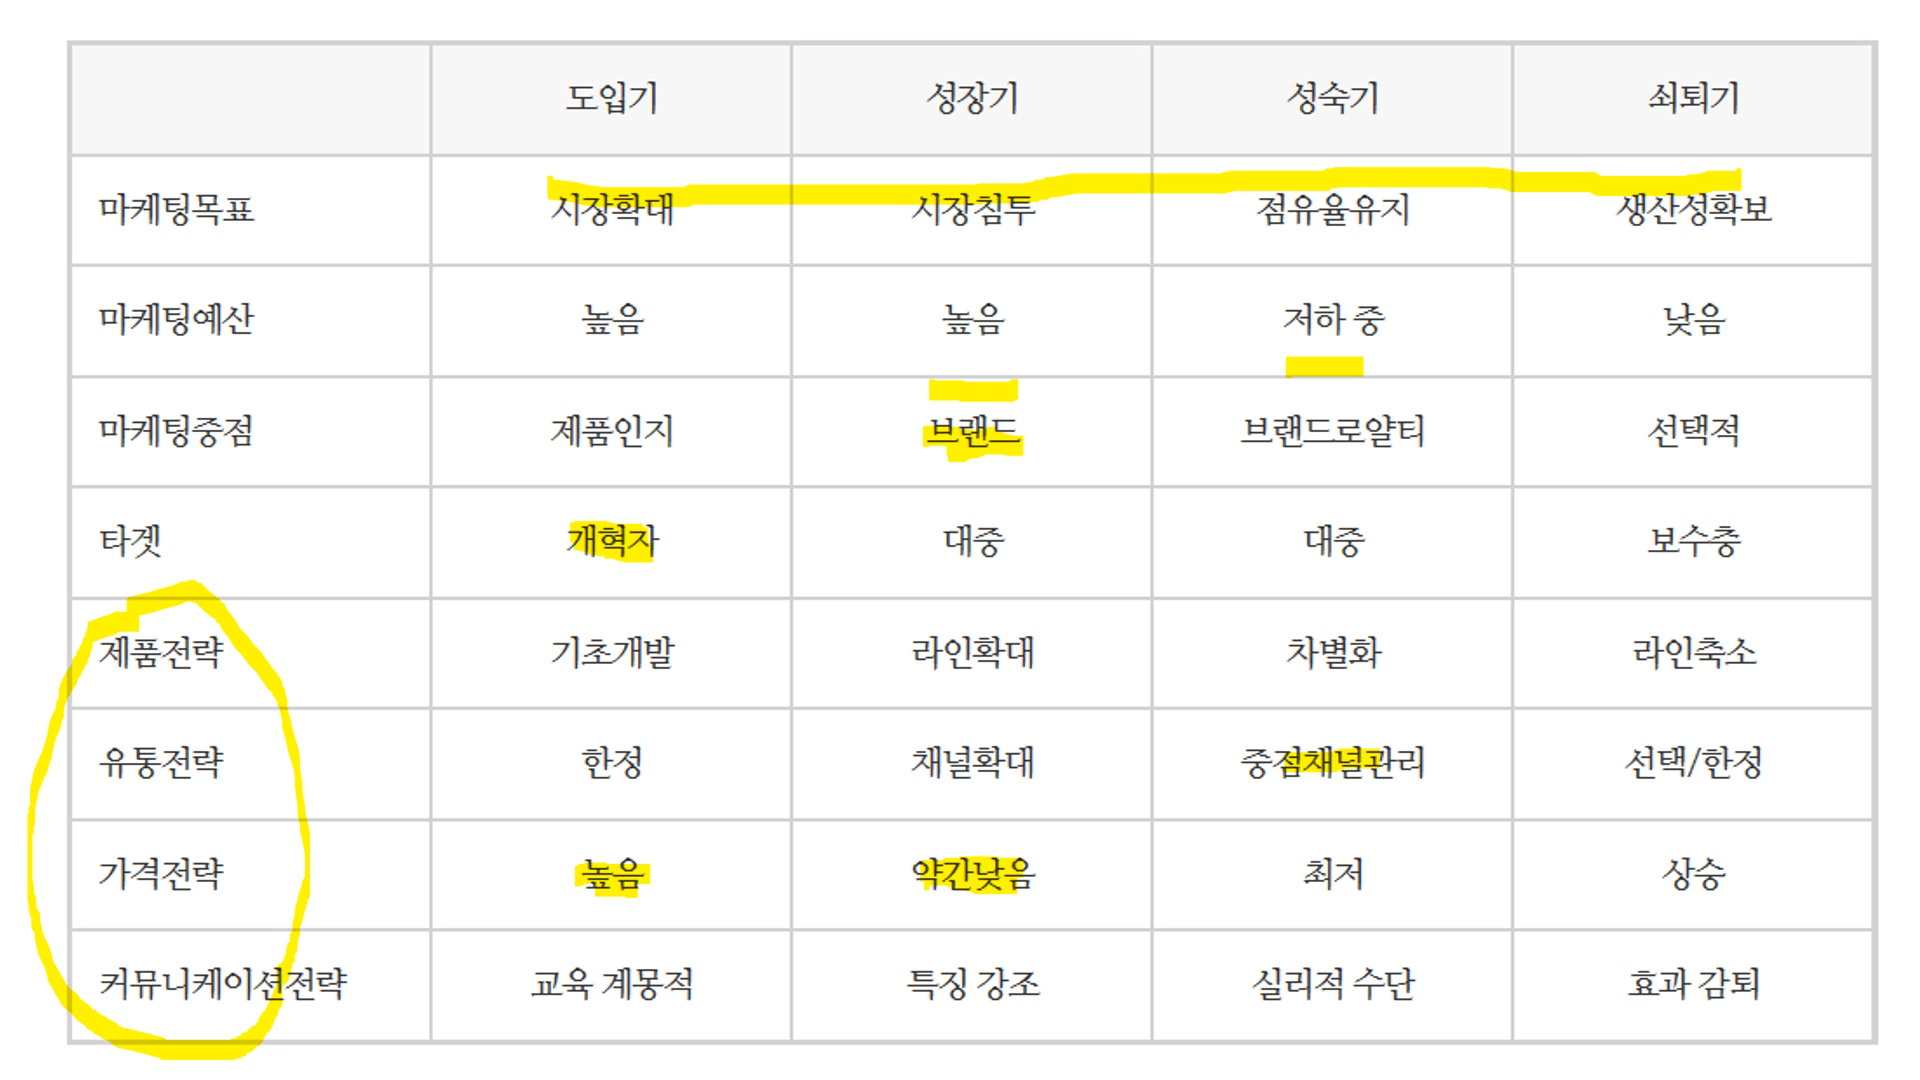 도입기 성장기 성숙기 쇠퇴기
마케팅목표 시장확대 시장침투 점유율유지 생산성확보
마케팅예산 높음 높음 저하 중 낮음
마케팅중점 제품인지 브랜드 브랜드로얄티 선택적
타겟 개혁자 대중 대중 보수층
제품전략 기초개발 라인확대 차별화 라인축소
유통전략 한정 채널확대 중점채널관리 선택/한정
가격전략 높음 약간낮음 최저 상승
커뮤니케이션전략 교육 계몽적 특징 강조 실리적 수단 효과 감퇴